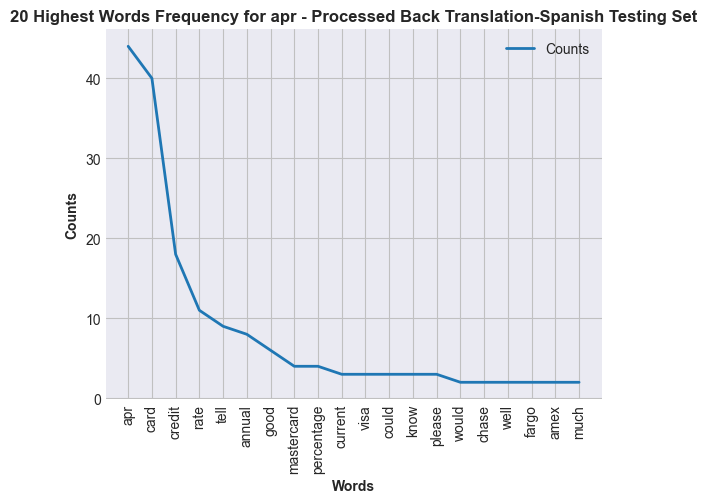 20 Highest Words Frequency for apr - Processed Back Translation-Spanish Testing Set
Counts
40
30
20
10
0
Counts
apr
card
credit
rate
tell
annual
good
mastercard
percentage
current
visa
could
know
please
would
chase
well
fargo
amex
much
Words